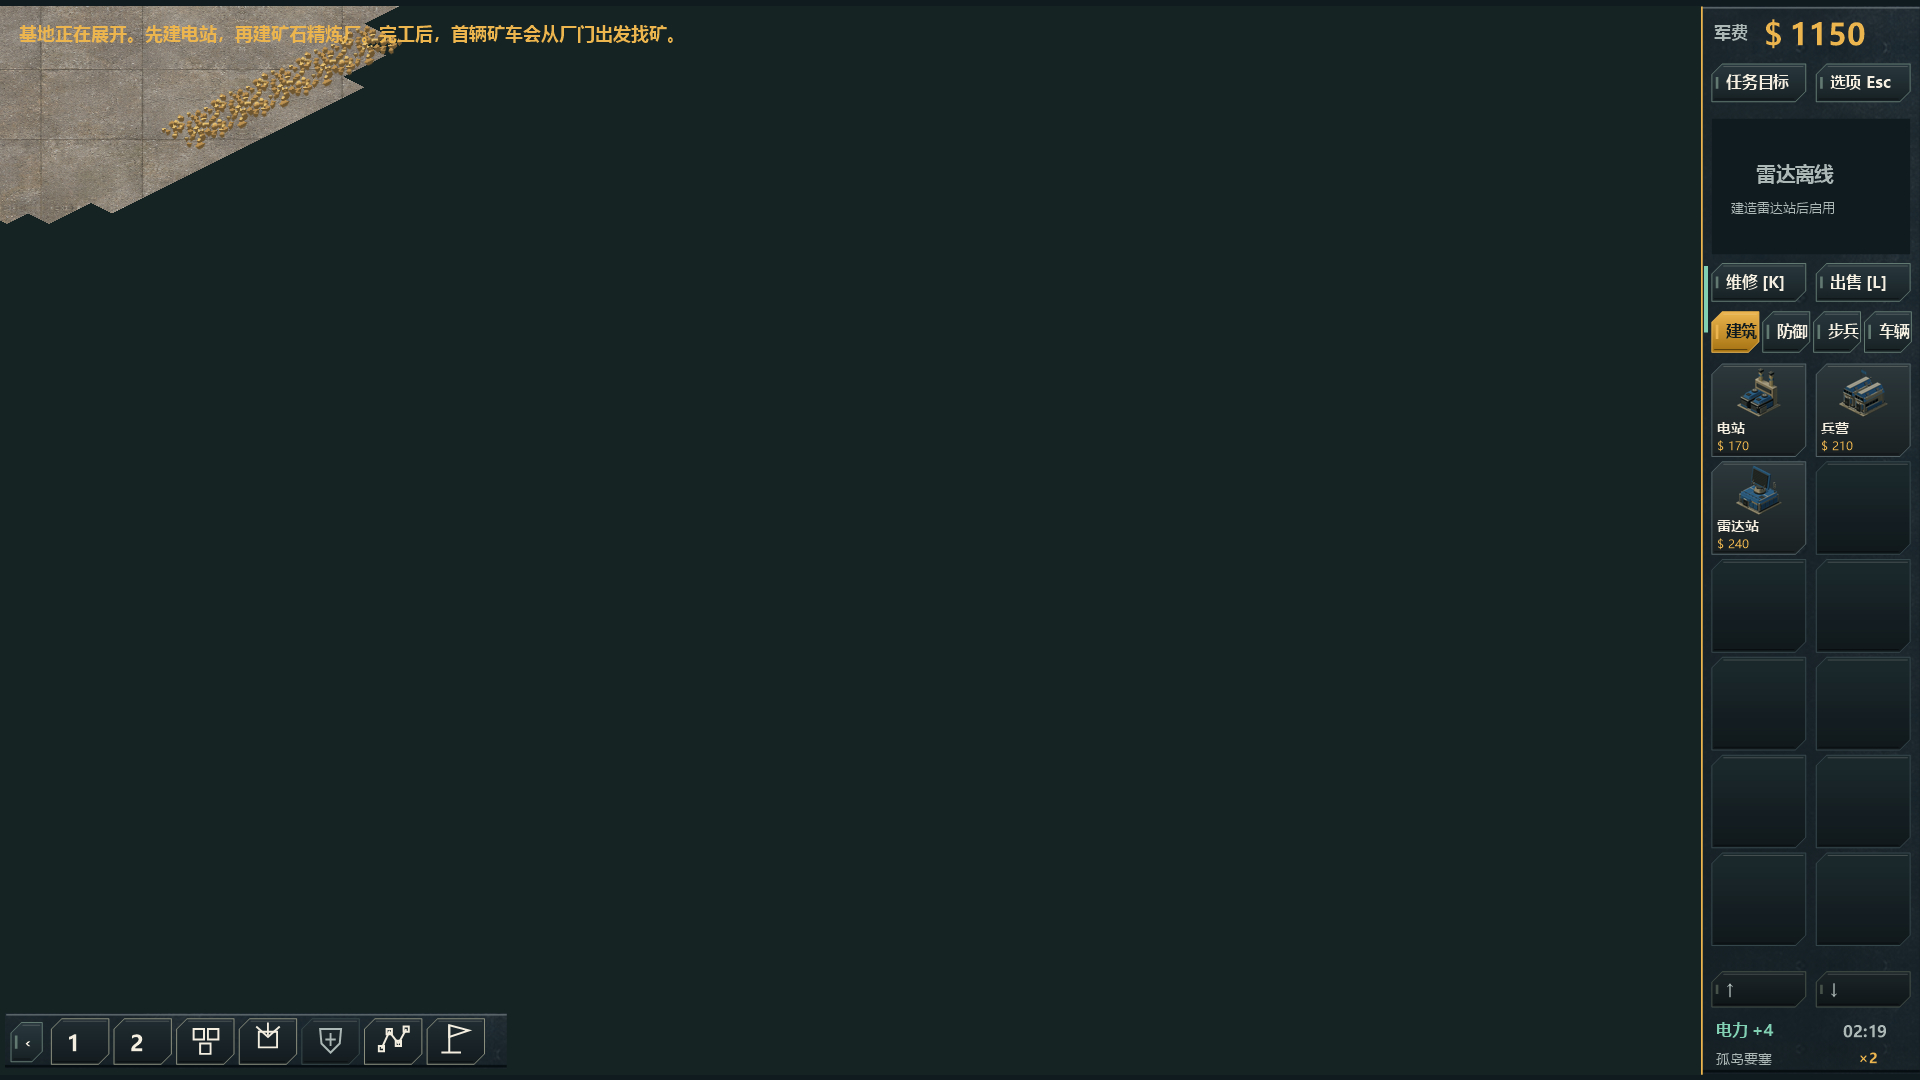 基地正在展开。先建电站，再建矿石精炼厂。完工后，首辆矿车会从厂门出发找矿。
军费 $ 1150
任务目标 选项 Esc
雷达离线
建造雷达站后启用
维修 [K] 出售 [L]
建筑 防御 步兵 车辆
电站 兵营
$ 170 $ 210
雷达站
$ 240
↑ ↓
电力 +4 02:19
孤岛要塞 ×2
‹ 1 2